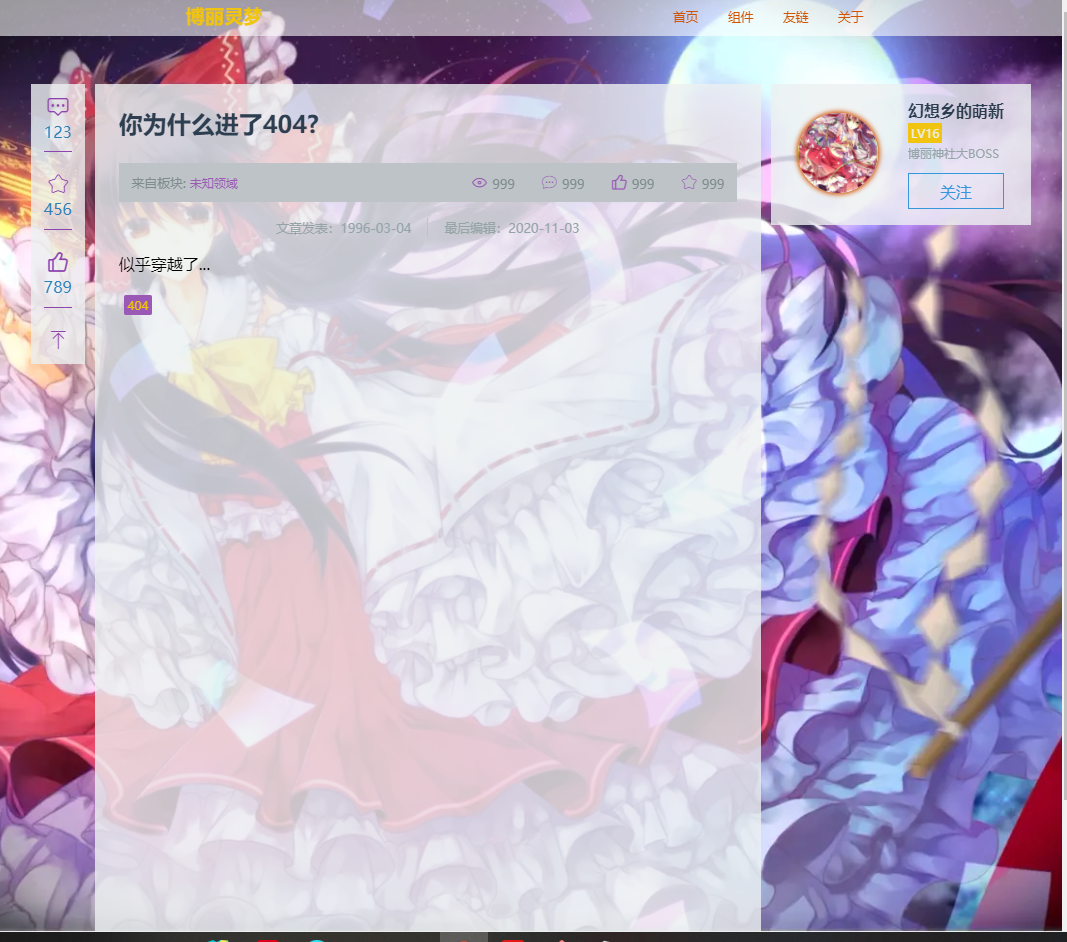 博丽灵梦
首页 组件 友链 关于
123
456
789
你为什么进了404?
来自板块: 未知领域 999 999 999 999
文章发表：1996-03-04 最后编辑：2020-11-03
似乎穿越了...
404
幻想乡的萌新
LV16
博丽神社大BOSS
关注